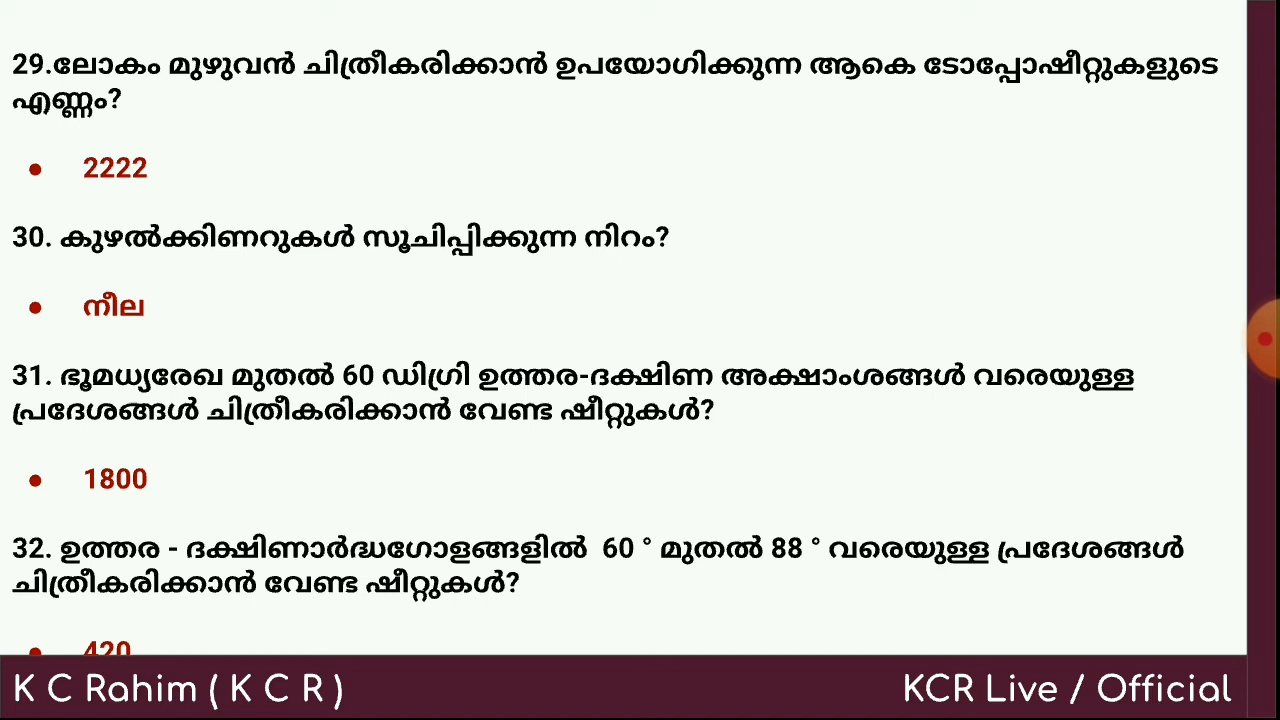 29.ലോകം മുഴുവൻ ചിത്രീകരിക്കാൻ ഉപയോഗിക്കുന്ന ആകെ ടോപ്പോഷീറ്റുകളുടെ
എണ്ണം?
● 2222
30. കുഴൽക്കിണറുകൾ സൂചിപ്പിക്കുന്ന നിറം?
● നീല
31. ഭൂമധ്യരേഖ മുതൽ 60 ഡിഗ്രി ഉത്തര-ദക്ഷിണ അക്ഷാംശങ്ങൾ വരെയുള്ള
പ്രദേശങ്ങൾ ചിത്രീകരിക്കാൻ വേണ്ട ഷീറ്റുകൾ?
● 1800
32. ഉത്തര - ദക്ഷിണാർദ്ധഗോളങ്ങളിൽ 60 ° മുതൽ 88 ° വരെയുള്ള പ്രദേശങ്ങൾ
ചിത്രീകരിക്കാൻ വേണ്ട ഷീറ്റുകൾ?
● 420
K C Rahim ( K C R )
KCR Live / Official